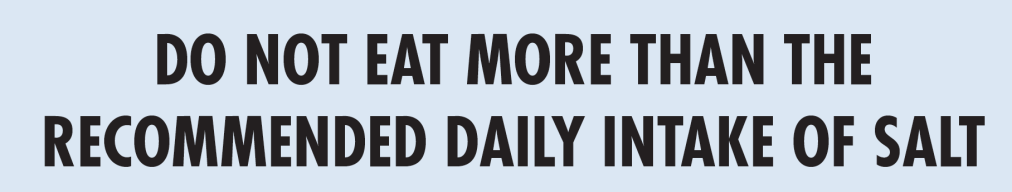 DO NOT EAT MORE THAN THE
RECOMMENDED DAILY INTAKE OF SALT